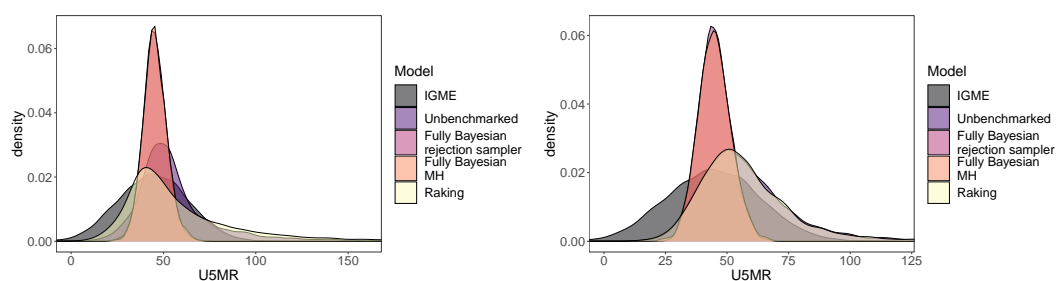 density
0.06
0.04
0.02
0.00
0
50
100
150
U5MR
Model
IGME
Unbenchmarked
Fully Bayesian
rejection sampler
Fully Bayesian
MH
Raking
density
0.06
0.04
0.02
0.00
0
25
50
75
100
125
U5MR
Model
IGME
Unbenchmarked
Fully Bayesian
rejection sampler
Fully Bayesian
MH
Raking